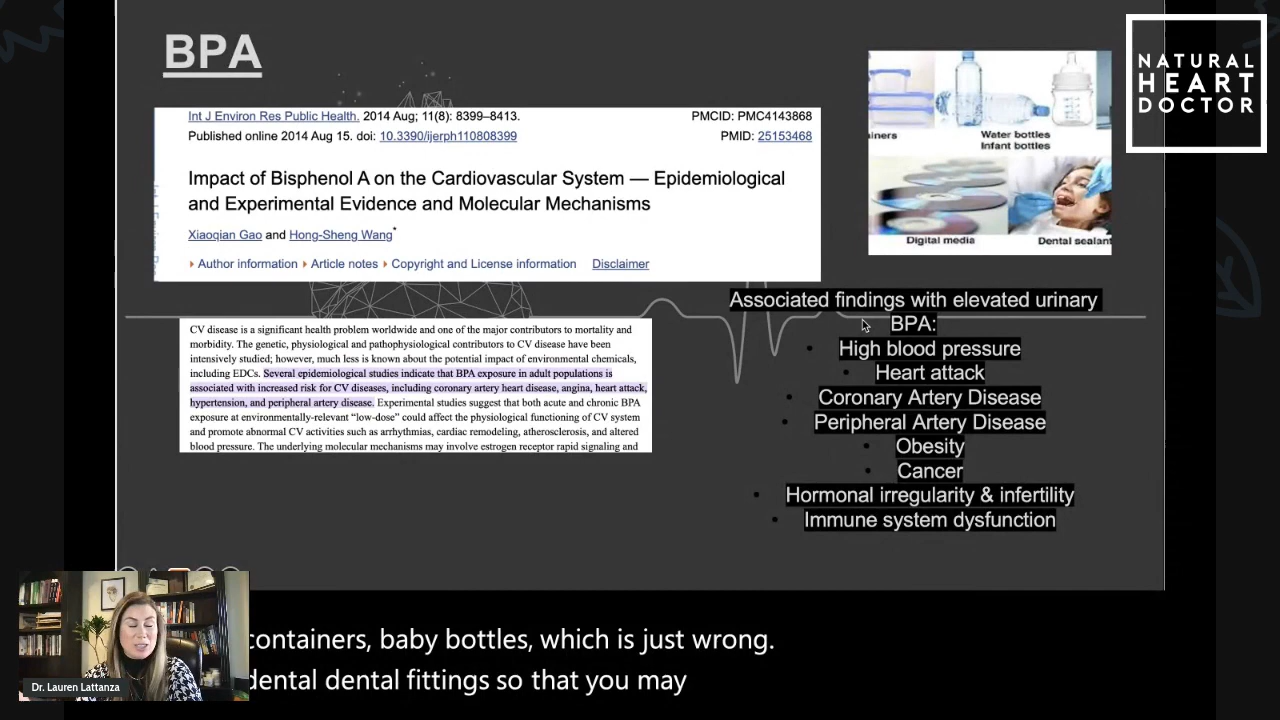 BPA
NATURAL
HEART
DOCTOR
Int J Environ Res Public Health. 2014 Aug; 11(8): 8399–8413.
PMCID: PMC4143868
Published online 2014 Aug 15. doi: 10.3390/ijerph110808399
PMID: 25153468
Impact of Bisphenol A on the Cardiovascular System — Epidemiological
and Experimental Evidence and Molecular Mechanisms
Xiaoqian Gao and Hong-Sheng Wang*
Author information Article notes Copyright and License information Disclaimer
Water bottles
Infant bottles
Digital media
Dental sealant
CV disease is a significant health problem worldwide and one of the major contributors to mortality and
morbidity. The genetic, physiological and pathophysiological contributors to CV disease have been
intensively studied; however, much less is known about the potential impact of environmental chemicals,
including EDCs. Several epidemiological studies indicate that BPA exposure in adult populations is
associated with increased risk for CV diseases, including coronary artery heart disease, angina, heart attack,
hypertension, and peripheral artery disease. Experimental studies suggest that both acute and chronic BPA
exposure at environmentally-relevant “low-dose” could affect the physiological functioning of CV system
and promote abnormal CV activities such as arrhythmias, cardiac remodeling, atherosclerosis, and altered
blood pressure. The underlying molecular mechanisms may involve estrogen receptor rapid signaling and
Associated findings with elevated urinary
BPA:
• High blood pressure
• Heart attack
• Coronary Artery Disease
• Peripheral Artery Disease
• Obesity
• Cancer
• Hormonal irregularity & infertility
• Immune system dysfunction
Dr. Lauren Lattanza
containers, baby bottles, which is just wrong.
dental dental fittings so that you may